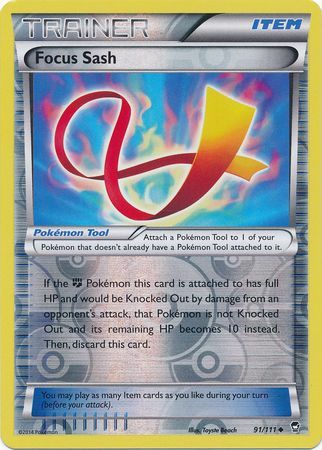 TRAINER
ITEM
Focus Sash
Pokémon Tool
Attach a Pokémon Tool to 1 of your
Pokémon that doesn't already have a Pokémon Tool attached to it.
If the Pokémon this card is attached to has full
HP and would be Knocked Out by damage from an
opponent's attack, that Pokémon is not Knocked
Out and its remaining HP becomes 10 instead.
Then, discard this card.
You may play as many Item cards as you like during your turn
(before your attack).
©2014 Pokémon
Illus. Toyste Beach
91/111